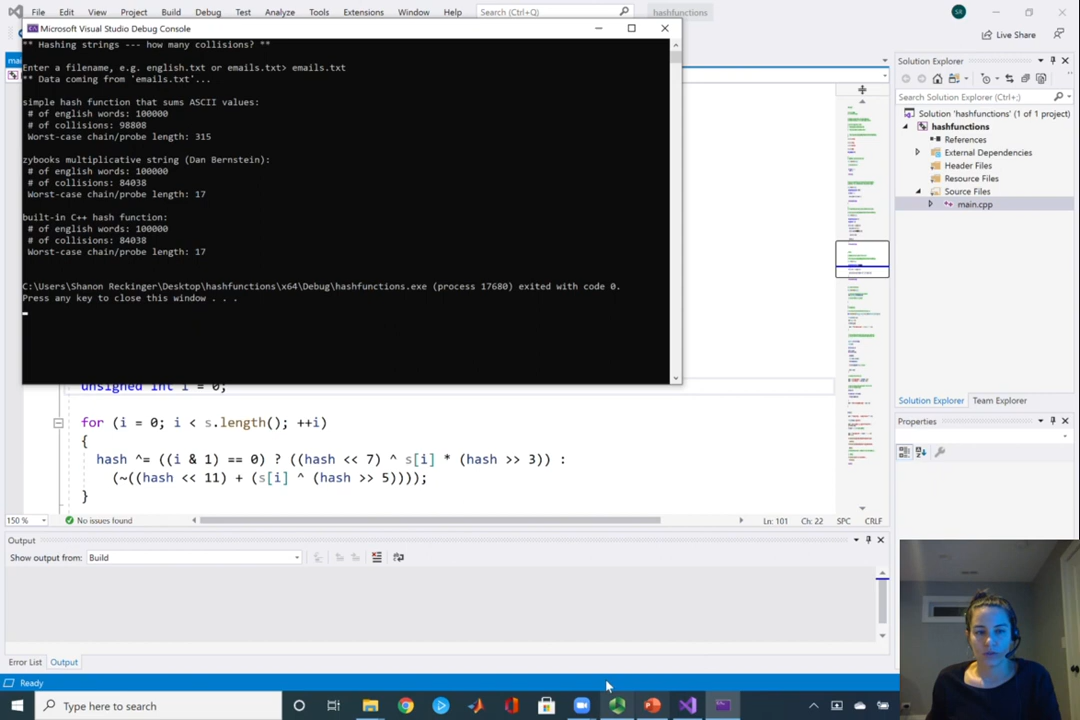 File Edit View Project Build Debug Test Analyze Tools Extensions Window Help Search (Ctrl+Q) hashfunctions SR
Live Share
Microsoft Visual Studio Debug Console
** Hashing strings --- how many collisions? **
Enter a filename, e.g. english.txt or emails.txt> emails.txt
** Data coming from 'emails.txt'...
simple hash function that sums ASCII values:
# of english words: 100000
# of collisions: 98808
Worst-case chain/probe length: 315
zybooks multiplicative string (Dan Bernstein):
# of english words: 100000
# of collisions: 84038
Worst-case chain/probe length: 17
built-in C++ hash function:
# of english words: 100000
# of collisions: 84038
Worst-case chain/probe length: 17
C:\Users\Shanon Reckinger\Desktop\hashfunctions\x64\Debug\hashfunctions.exe (process 17680) exited with code 0.
Press any key to close this window . . .
unsigned int i = 0;
for (i = 0; i < s.length(); ++i)
{
hash ^= ((i & 1) == 0) ? ((hash << 7) ^ s[i] * (hash >> 3)) :
(~((hash << 11) + (s[i] ^ (hash >> 5))));
}
150 % No issues found Ln: 101 Ch: 22 SPC CRLF
Solution Explorer
Search Solution Explorer (Ctrl+;)
Solution 'hashfunctions' (1 of 1 project)
hashfunctions
References
External Dependencies
Header Files
Resource Files
Source Files
main.cpp
Solution Explorer Team Explorer
Properties
Output
Show output from: Build
Error List Output
Ready
Type here to search